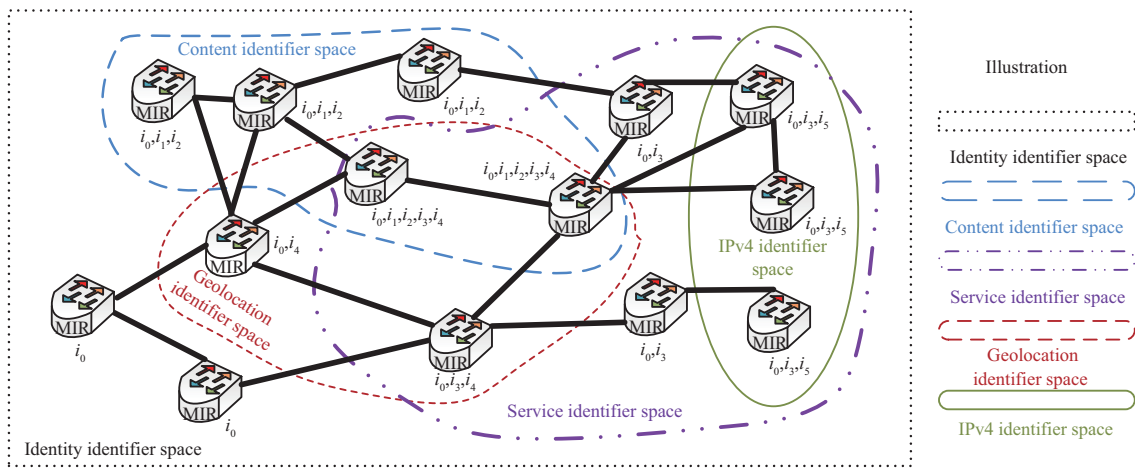 Content identifier space
Illustration
MIR
i0,i1,i2
MIR
i0,i1,i2
MIR
i0,i1,i2
MIR
i0,i3
MIR
i0,i3,i5
MIR
i0,i1,i2,i3,i4
MIR
i0,i1,i2,i3,i4
MIR
i0,i3,i5
MIR
i0,i4
IPv4 identifier
space
Geolocation
identifier space
MIR
i0
MIR
i0,i3,i4
MIR
i0,i3
MIR
i0,i3,i5
MIR
i0
Service identifier space
Identity identifier space
Identity identifier space
Content identifier space
Service identifier space
Geolocation
identifier space
IPv4 identifier space